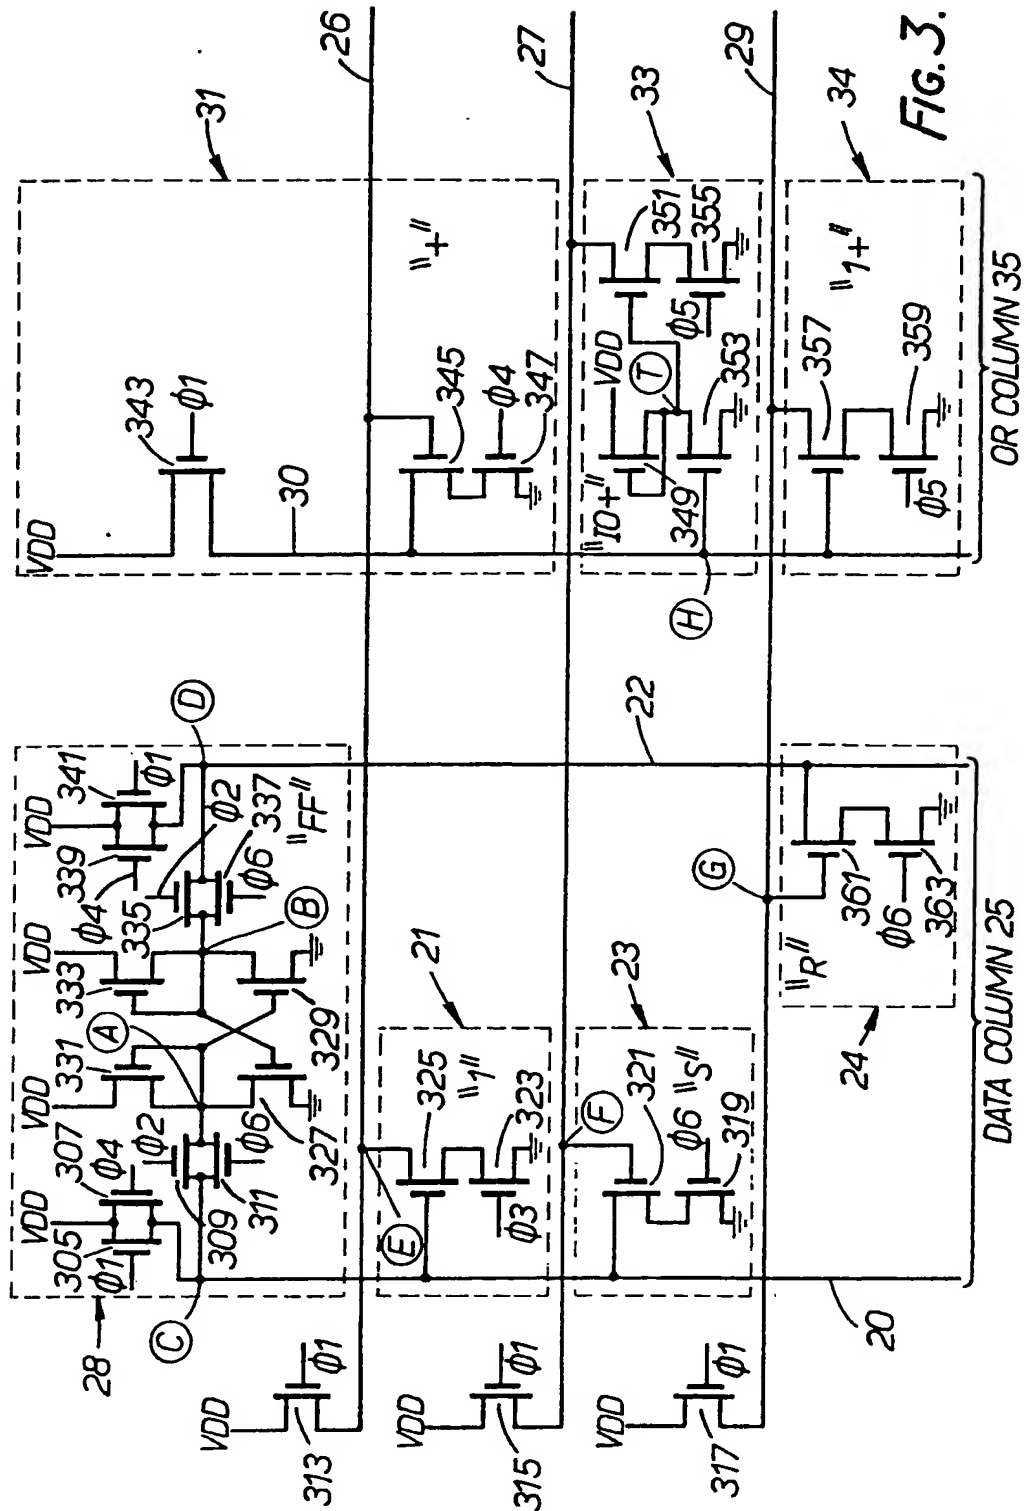 VDD
343
Φ1
31
30
345
Φ4
347
"+"
26
28
VDD
305
Φ1
307
Φ4
Φ2
309
311
Φ6
331
VDD
A
327
333
VDD
329
B
Φ4
339
VDD
341
Φ1
335
Φ2
337
Φ6
"FF"
D
C
VDD
313
Φ1
E
325
"1"
323
Φ3
21
27
VDD
315
Φ1
F
321
Φ6
"S"
319
23
22
"IO+"
349
VDD
T
353
351
355
Φ5
33
H
29
VDD
317
Φ1
20
G
"R"
361
Φ6
363
24
357
"1+"
Φ5
359
34
DATA COLUMN 25
OR COLUMN 35
FIG. 3.